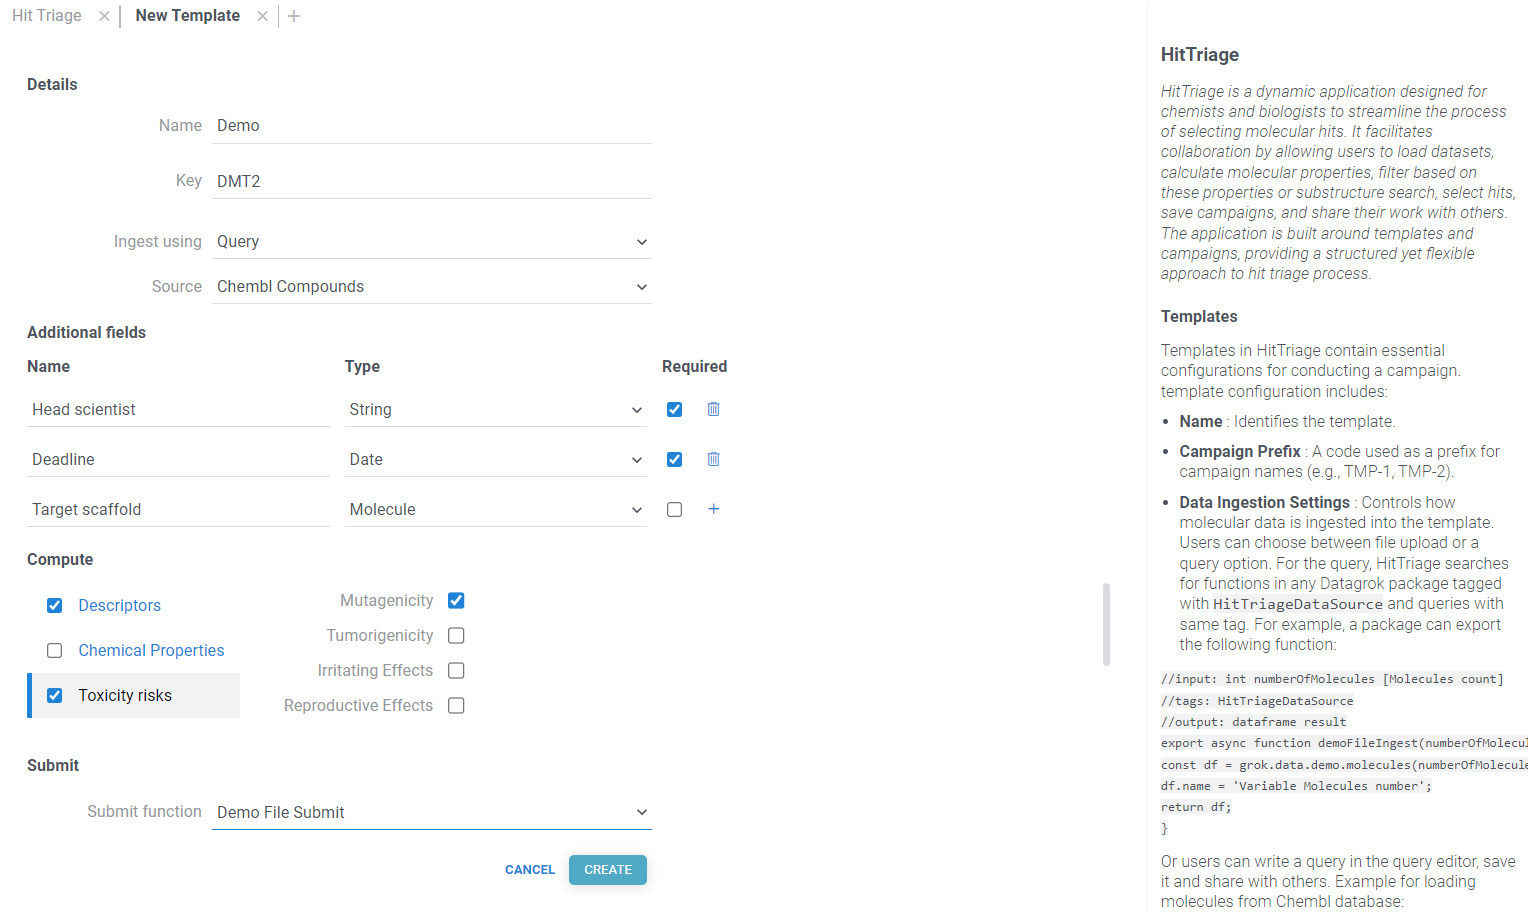 Hit Triage
New Template
Details
Name Demo
Key DMT2
Ingest using Query
Source Chembl Compounds
Additional fields
Name Type Required
Head scientist String
Deadline Date
Target scaffold Molecule
Compute
Descriptors
Chemical Properties
Toxicity risks
Mutagenicity
Tumorigenicity
Irritating Effects
Reproductive Effects
Submit
Submit function Demo File Submit
CANCEL CREATE
HitTriage
HitTriage is a dynamic application designed for
chemists and biologists to streamline the process
of selecting molecular hits. It facilitates
collaboration by allowing users to load datasets,
calculate molecular properties, filter based on
these properties or substructure search, select hits,
save campaigns, and share their work with others.
The application is built around templates and
campaigns, providing a structured yet flexible
approach to hit triage process.
Templates
Templates in HitTriage contain essential
configurations for conducting a campaign.
template configuration includes:
• Name : Identifies the template.
• Campaign Prefix : A code used as a prefix for
campaign names (e.g., TMP-1, TMP-2).
• Data Ingestion Settings : Controls how
molecular data is ingested into the template.
Users can choose between file upload or a
query option. For the query, HitTriage searches
for functions in any Datagrok package tagged
with HitTriageDataSource and queries with
same tag. For example, a package can export
the following function:
//input: int numberOfMolecules [Molecules count]
//tags: HitTriageDataSource
//output: dataframe result
export async function demoFileIngest(numberOfMolecul
const df = grok.data.demo.molecules(numberOfMolecule
df.name = 'Variable Molecules number';
return df;
}
Or users can write a query in the query editor, save
it and share with others. Example for loading
molecules from Chembl database: